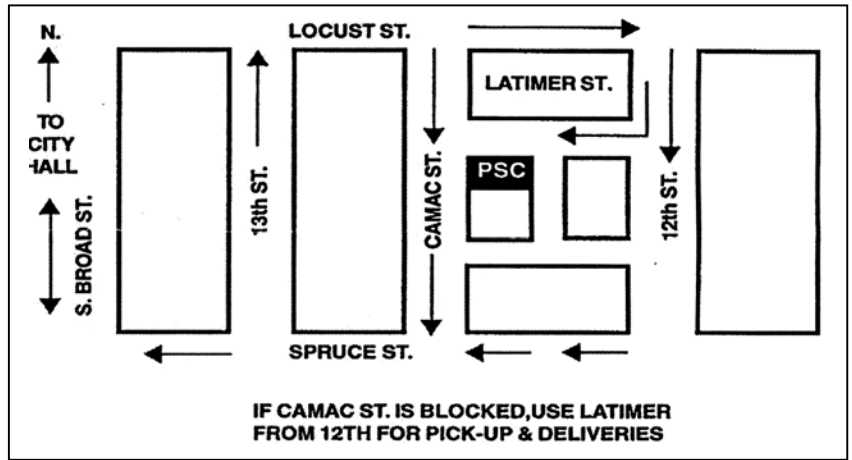 N.
LOCUST ST.
LATIMER ST.
TO
CITY
HALL
S. BROAD ST.
13th ST.
CAMAC ST.
PSC
12th ST.
SPRUCE ST.
IF CAMAC ST. IS BLOCKED,USE LATIMER
FROM 12TH FOR PICK-UP & DELIVERIES